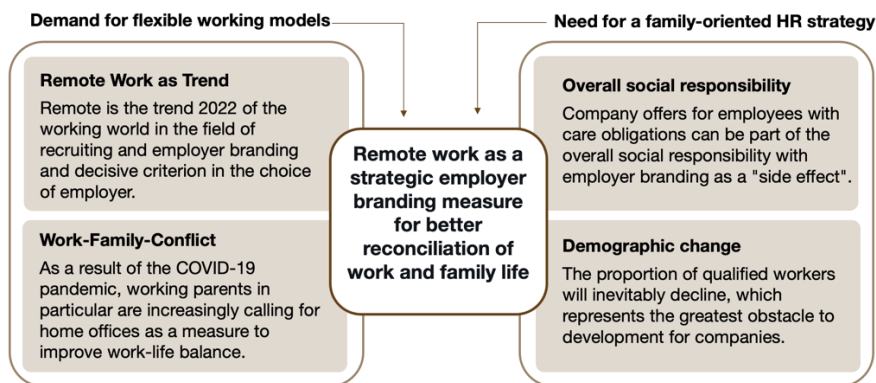 Demand for flexible working models
Need for a family-oriented HR strategy
Remote Work as Trend
Remote is the trend 2022 of the
working world in the field of
recruiting and employer branding
and decisive criterion in the choice
of employer.
Work-Family-Conflict
As a result of the COVID-19
pandemic, working parents in
particular are increasingly calling for
home offices as a measure to
improve work-life balance.
Remote work as a
strategic employer
branding measure
for better
reconciliation of
work and family life
Overall social responsibility
Company offers for employees with
care obligations can be part of the
overall social responsibility with
employer branding as a "side effect".
Demographic change
The proportion of qualified workers
will inevitably decline, which
represents the greatest obstacle to
development for companies.